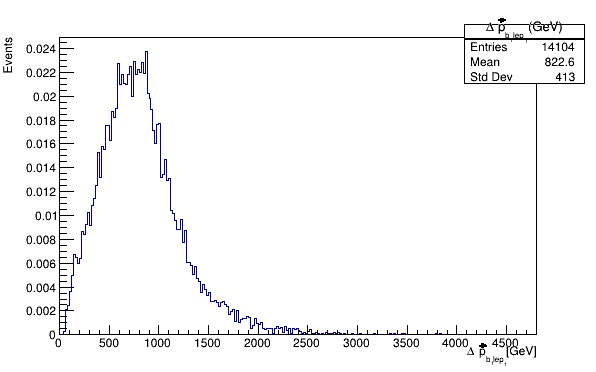 Δ p⃗ b,lep₁ (GeV)
Entries 14104
Mean 822.6
Std Dev 413
Events
0.024
0.022
0.02
0.018
0.016
0.014
0.012
0.01
0.008
0.006
0.004
0.002
0
0 500 1000 1500 2000 2500 3000 3500 4000 4500
Δ p⃗ b,lep₁ [GeV]